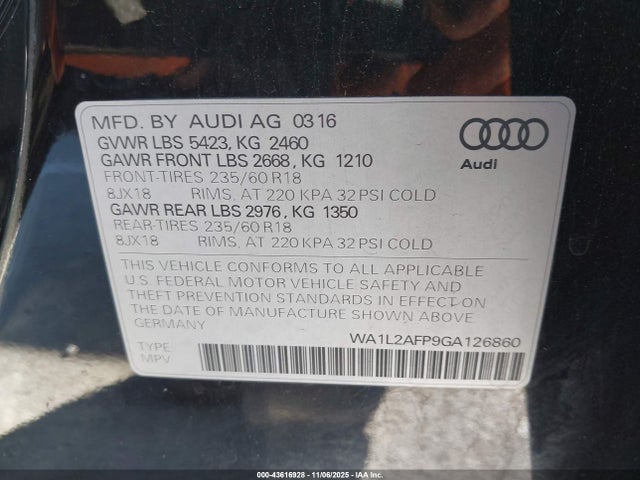 MFD. BY AUDI AG 0316
GVWR LBS 5423, KG 2460
GAWR FRONT LBS 2668, KG 1210
FRONT-TIRES 235/60 R18
8JX18 RIMS, AT 220 KPA 32 PSI COLD
GAWR REAR LBS 2976, KG 1350
REAR-TIRES 235/60 R18
8JX18 RIMS, AT 220 KPA 32 PSI COLD
Audi
THIS VEHICLE CONFORMS TO ALL APPLICABLE
U.S. FEDERAL MOTOR VEHICLE SAFETY AND
THEFT PREVENTION STANDARDS IN EFFECT ON
THE DATE OF MANUFACTURE SHOWN ABOVE
GERMANY
WA1L2AFP9GA126860
TYPE
MPV
000-43616928 - 11/06/2025 - IAA Inc.